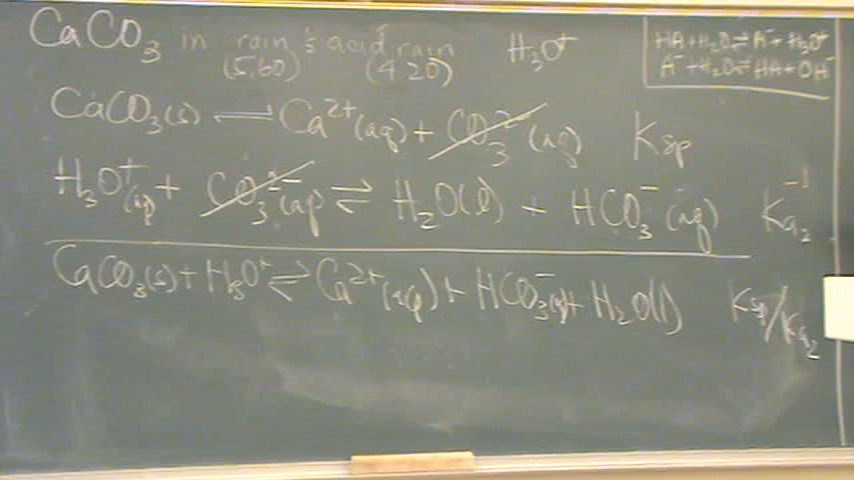 CaCO₃ in rain & acid rain H₃O⁺
(5.60) (4.20)
HA + H₂O ⇌ A⁻ + H₃O⁺
A⁻ + H₂O ⇌ HA + OH⁻
CaCO₃(s) ⇌ Ca²⁺(aq) + CO₃²⁻(aq) Ksp
H₃O⁺(aq) + CO₃²⁻(aq) ⇌ H₂O(l) + HCO₃⁻(aq) Ka₂⁻¹
CaCO₃(s) + H₃O⁺ ⇌ Ca²⁺(aq) + HCO₃⁻(aq) + H₂O(l) Ksp/Ka₂